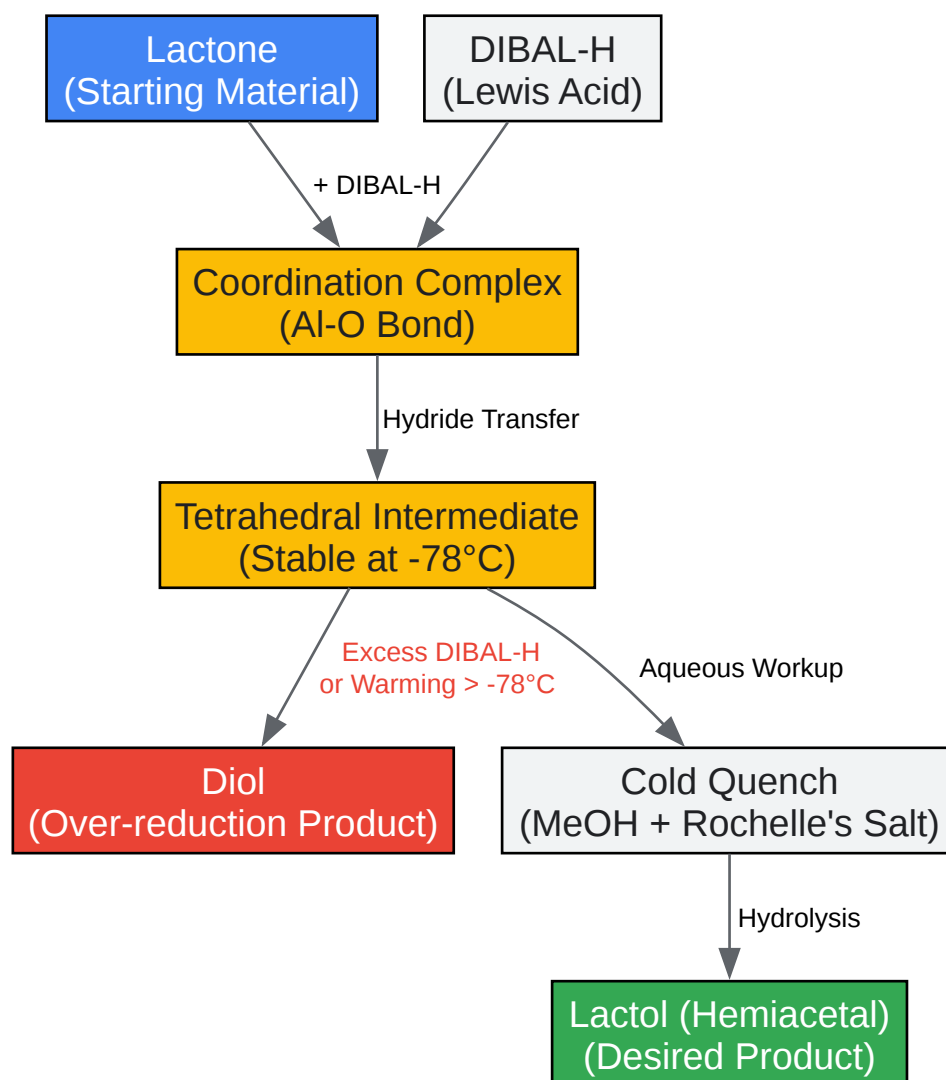 Lactone
(Starting Material)
DIBAL-H
(Lewis Acid)
+ DIBAL-H
Coordination Complex
(Al-O Bond)
Hydride Transfer
Tetrahedral Intermediate
(Stable at -78°C)
Excess DIBAL-H
or Warming > -78°C
Aqueous Workup
Diol
(Over-reduction Product)
Cold Quench
(MeOH + Rochelle's Salt)
Hydrolysis
Lactol (Hemiacetal)
(Desired Product)